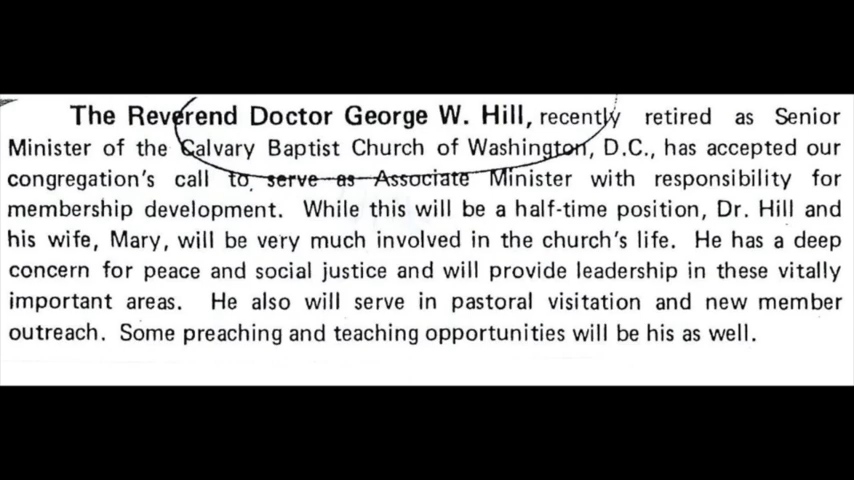 The Reverend Doctor George W. Hill, recently retired as Senior
Minister of the Calvary Baptist Church of Washington, D.C., has accepted our
congregation's call to serve as Associate Minister with responsibility for
membership development. While this will be a half-time position, Dr. Hill and
his wife, Mary, will be very much involved in the church's life. He has a deep
concern for peace and social justice and will provide leadership in these vitally
important areas. He also will serve in pastoral visitation and new member
outreach. Some preaching and teaching opportunities will be his as well.